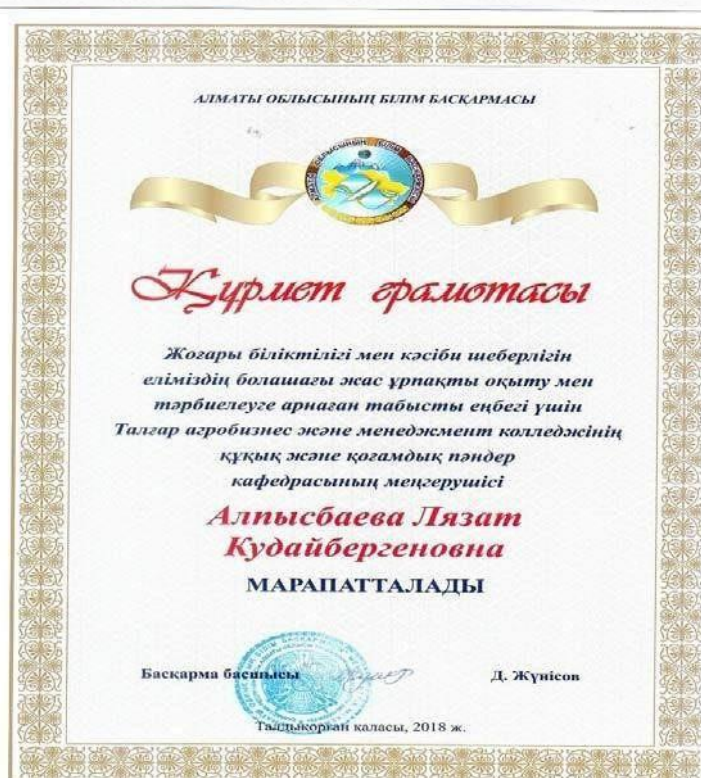 АЛМАТЫ ОБЛЫСЫНЫҢ БІЛІМ БАСҚАРМАСЫ
Құрмет грамотасы
Жоғары біліктілігі мен кәсіби шеберлігін
еліміздің болашағы жас ұрпақты оқыту мен
тәрбиелеуге арнаған табысты еңбегі үшін
Талғар агробизнес және менеджмент колледжінің
құқық және қоғамдық пәндер
кафедрасының меңгерушісі
Алпысбаева Лязат
Кудайбергеновна
МАРАПАТТАЛАДЫ
Басқарма басшысы Д. Жүнісов
Талдықорған қаласы, 2018 ж.